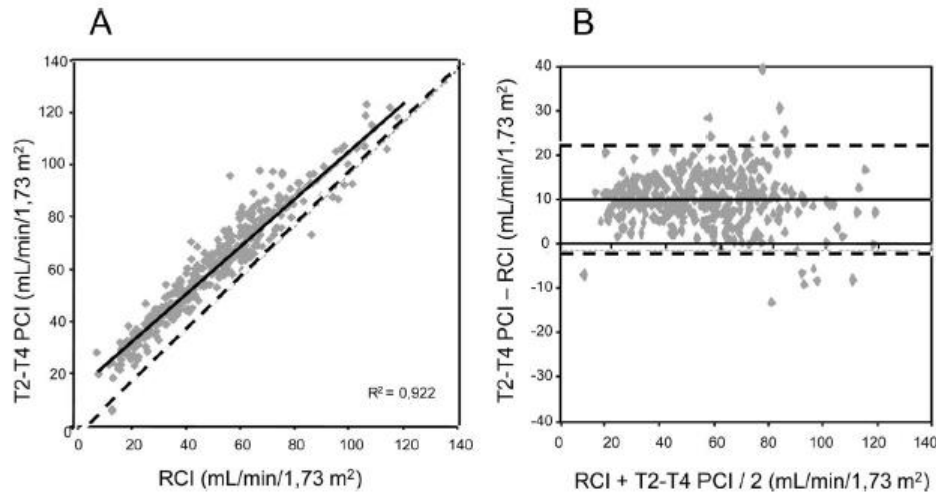 A
140
120
100
80
60
40
20
0
T2-T4 PCI (mL/min/1,73 m²)
R² = 0,922
0 20 40 60 80 100 120 140
RCI (mL/min/1,73 m²)
B
40
30
20
10
0
-10
-20
-30
-40
T2-T4 PCI – RCI (mL/min/1,73 m²)
0 20 40 60 80 100 120 140
RCI + T2-T4 PCI / 2 (mL/min/1,73 m²)